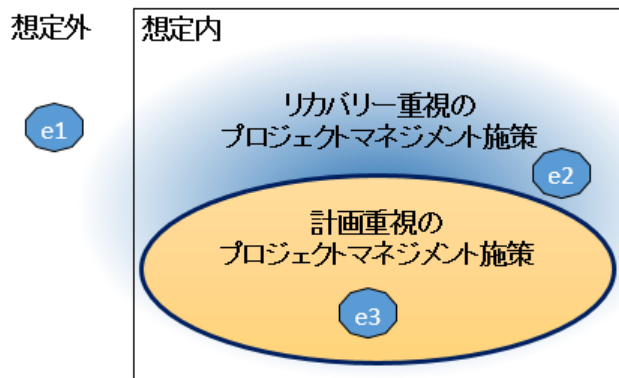 想定外
想定内
リカバリー重視の
プロジェクトマネジメント施策
e1
e2
計画重視の
プロジェクトマネジメント施策
e3